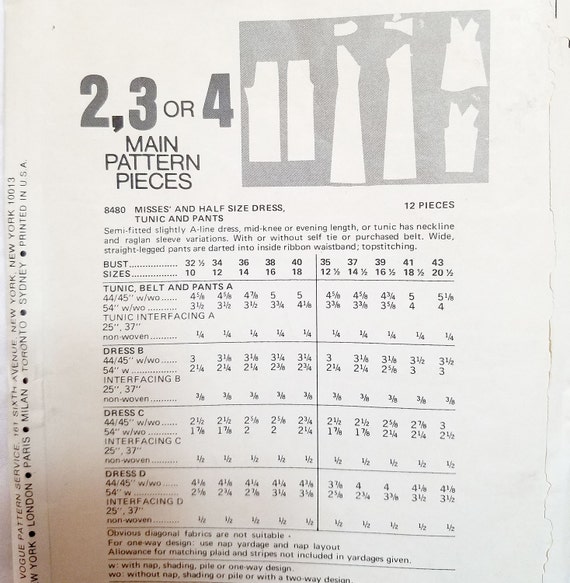 2,3 OR 4
MAIN
PATTERN
PIECES
8480 MISSES' AND HALF SIZE DRESS, 12 PIECES
TUNIC AND PANTS
Semi-fitted slightly A-line dress, mid-knee or evening length, or tunic has neckline
and raglan sleeve variations. With or without self tie or purchased belt. Wide,
straight-legged pants are darted into inside ribbon waistband; topstitching.
BUST.................. 32 ½ 34 36 38 40 35 37 39 41 43
SIZES.................. 10 12 14 16 18 12 ½ 14 ½ 16 ½ 18 ½ 20 ½
TUNIC, BELT AND PANTS A
44/45" w/wo......... 4⅝ 4⅝ 4⅞ 5 5 4⅝ 4⅝ 4¾ 5 5⅛
54" w/wo............. 3½ 3½ 3½ 3¾ 4⅛ 3⅜ 3⅜ 3⅝ 4 4
TUNIC INTERFACING A
25", 37"
non-woven........... ¼ ¼ ¼ ¼ ¼ ¼ ¼ ¼ ¼ ¼
DRESS B
44/45" w/wo......... 3 3⅛ 3⅛ 3¼ 3¼ 3 3⅛ 3¼ 3½ 3½
54" w.................. 2¼ 2¼ 2¼ 2⅜ 2¾ 2¼ 2¼ 2⅝ 3 3
INTERFACING B
25", 37"
non-woven........... ⅜ ⅜ ⅜ ⅜ ⅜ ⅜ ⅜ ⅜ ⅜ ⅜
DRESS C
44/45" w/wo......... 2½ 2½ 2⅝ 2⅝ 2¾ 2½ 2½ 2⅝ 2⅞ 3
54" w/wo............. 1⅞ 1⅞ 2 2 2¼ 1⅞ 1⅞ 2¼ 2¼ 2½
INTERFACING C
25", 37"
non-woven........... ½ ½ ½ ½ ½ ½ ½ ½ ½ ½
DRESS D
44/45" w/wo......... 4⅛ 4⅛ 4¼ 4¼ 4⅜ 3⅞ 4 4 4⅛ 4⅛
54" w.................. 2⅝ 2⅝ 2⅞ 3¼ 3½ 2⅝ 2¾ 3⅜ 3½ 3½
INTERFACING D
25", 37"
non-woven........... ½ ½ ½ ½ ½ ½ ½ ½ ½ ½
Obvious diagonal fabrics are not suitable -
For one-way design: use nap yardage and nap layout
Allowance for matching plaid and stripes not included in yardages given.
w: = with nap, shading, pile or with a one-way design.
wo: without nap, shading or pile or with a two-way design.
VOGUE PATTERN SERVICE, 161 SIXTH AVENUE, NEW YORK, NEW YORK 10013
NEW YORK ● LONDON ● PARIS ● MILAN ● TORONTO ● SYDNEY ● PRINTED IN U.S.A.